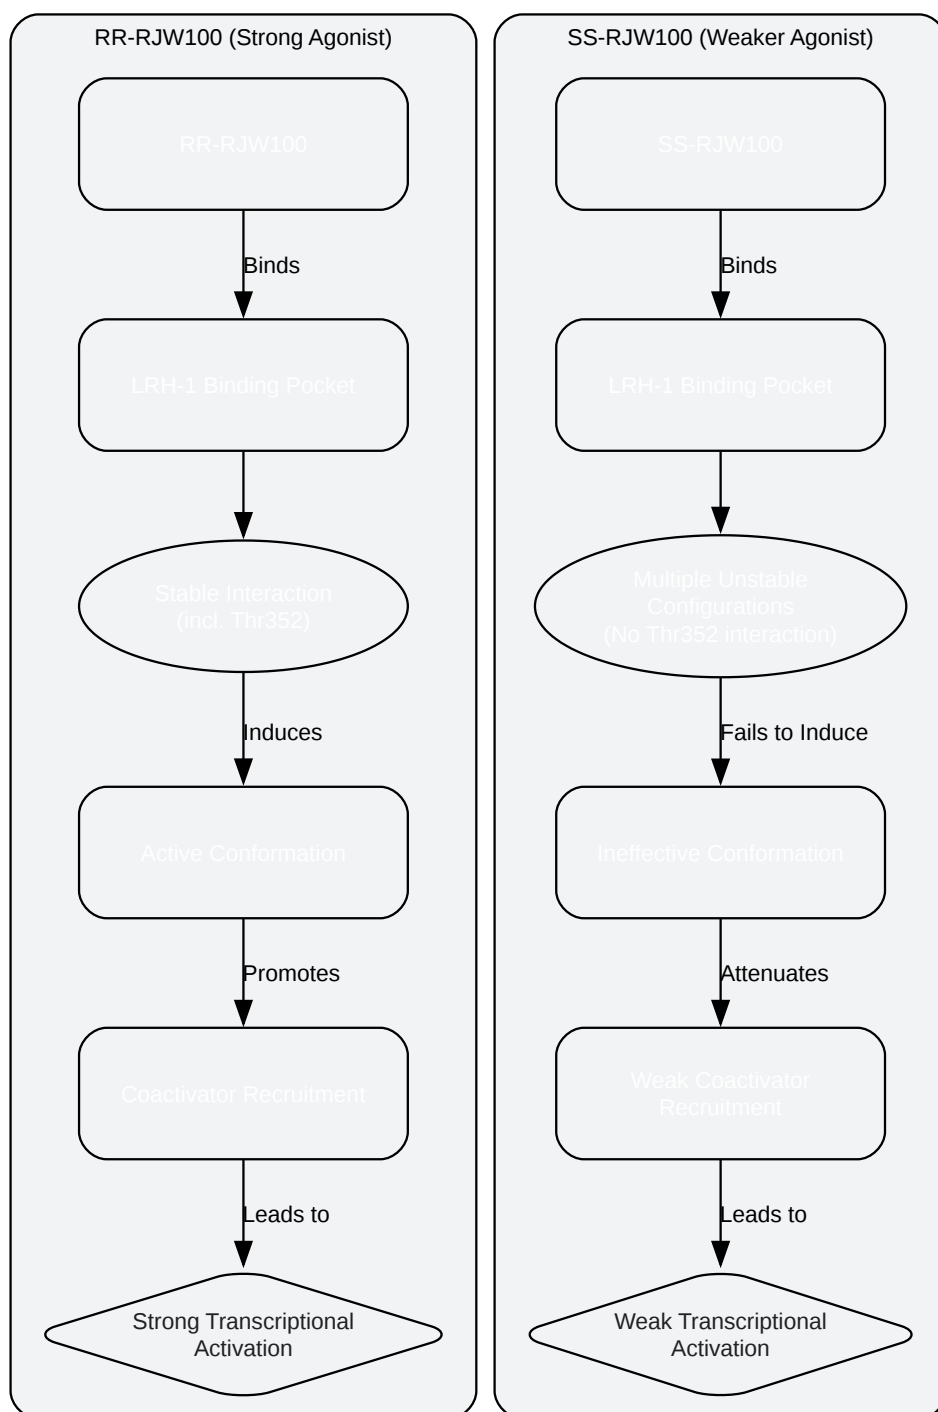 RR-RJW100 (Strong Agonist)
RR-RJW100
Binds
LRH-1 Binding Pocket
Stable Interaction
(incl. Thr352)
Induces
Active Conformation
Promotes
Coactivator Recruitment
Leads to
Strong Transcriptional
Activation
SS-RJW100 (Weaker Agonist)
SS-RJW100
Binds
LRH-1 Binding Pocket
Multiple Unstable
Configurations
(No Thr352 interaction)
Fails to Induce
Ineffective Conformation
Attenuates
Weak Coactivator
Recruitment
Leads to
Weak Transcriptional
Activation